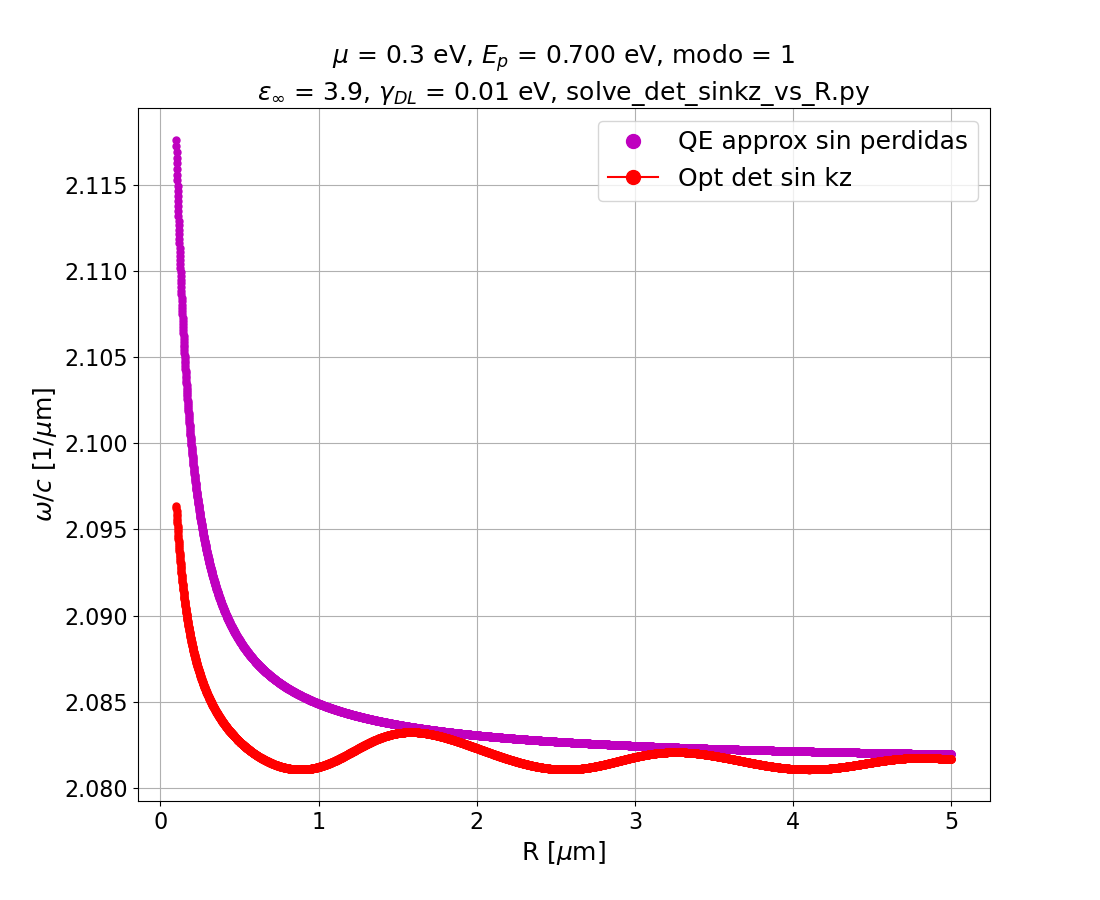 μ = 0.3 eV, E_p = 0.700 eV, modo = 1
ε_∞ = 3.9, γ_DL = 0.01 eV, solve_det_sinkz_vs_R.py
QE approx sin perdidas
Opt det sin kz
2.115
2.110
2.105
2.100
2.095
2.090
2.085
2.080
ω/c [1/μm]
0 1 2 3 4 5
R [μm]